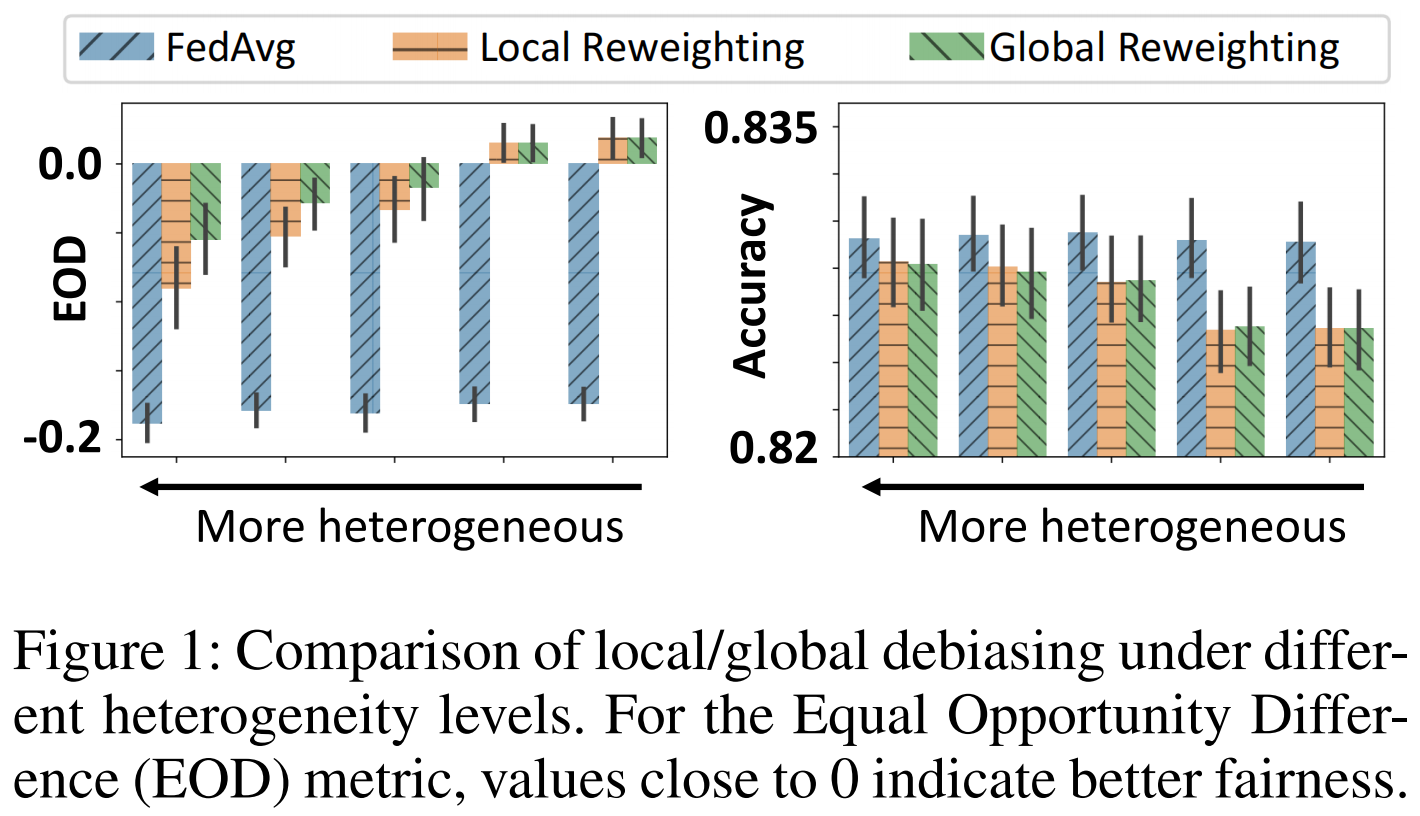 FedAvg Local Reweighting Global Reweighting
0.0
-0.2
EOD
More heterogeneous
0.835
0.82
Accuracy
More heterogeneous
Figure 1: Comparison of local/global debiasing under differ-
ent heterogeneity levels. For the Equal Opportunity Differ-
ence (EOD) metric, values close to 0 indicate better fairness.